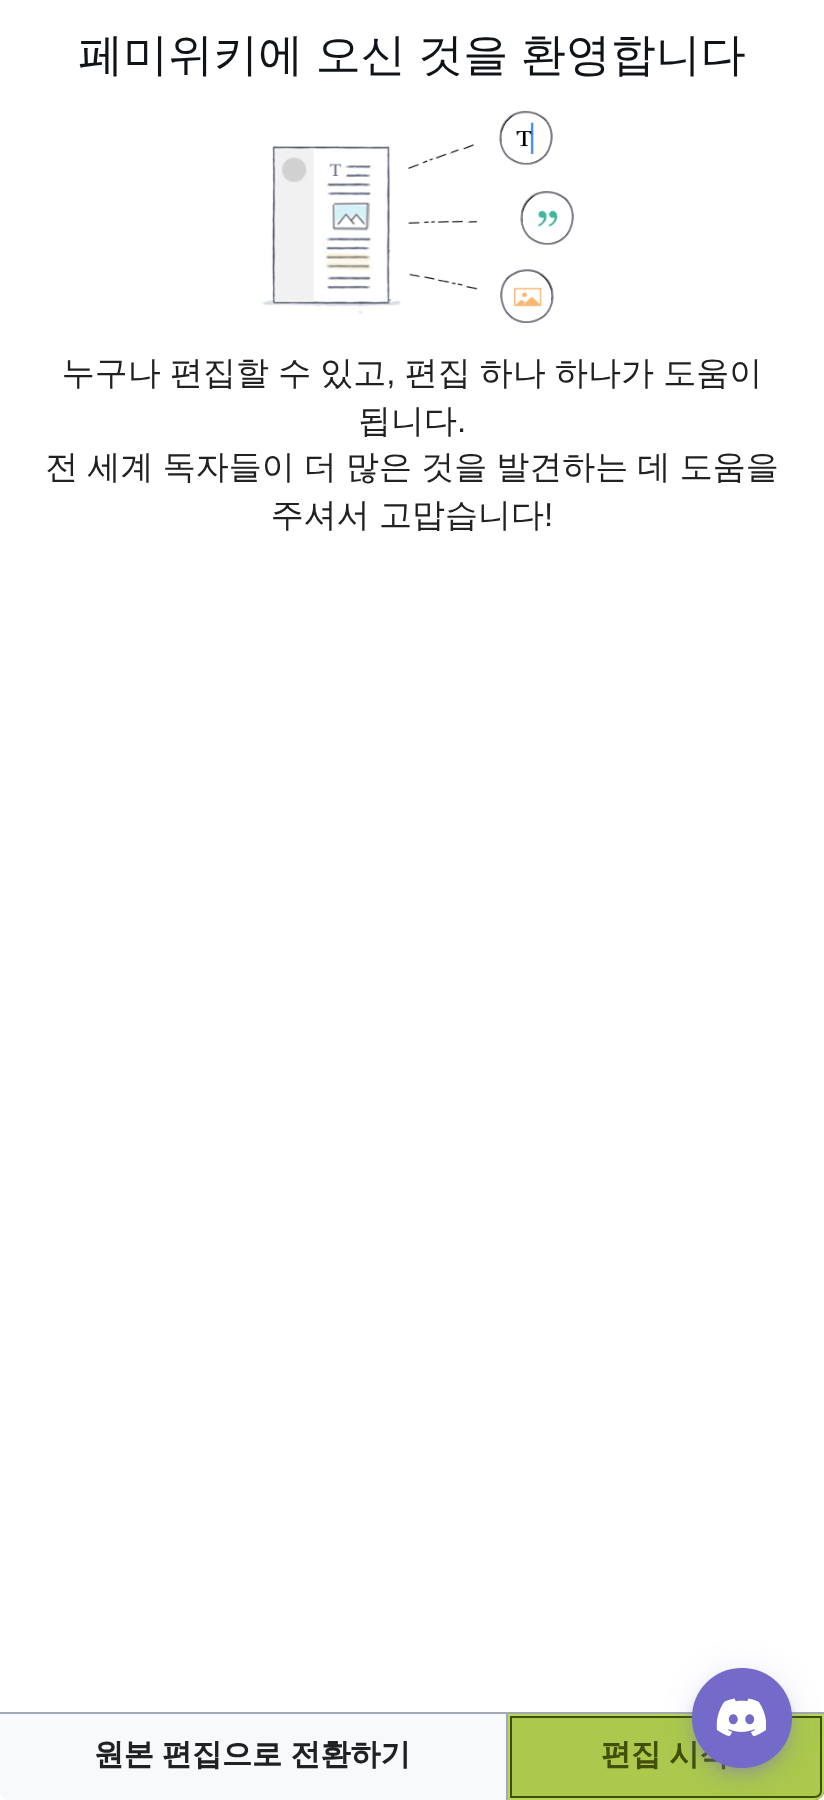 페미위키에 오신 것을 환영합니다
T
T
누구나 편집할 수 있고, 편집 하나 하나가 도움이
됩니다.
전 세계 독자들이 더 많은 것을 발견하는 데 도움을
주셔서 고맙습니다!
원본 편집으로 전환하기
편집